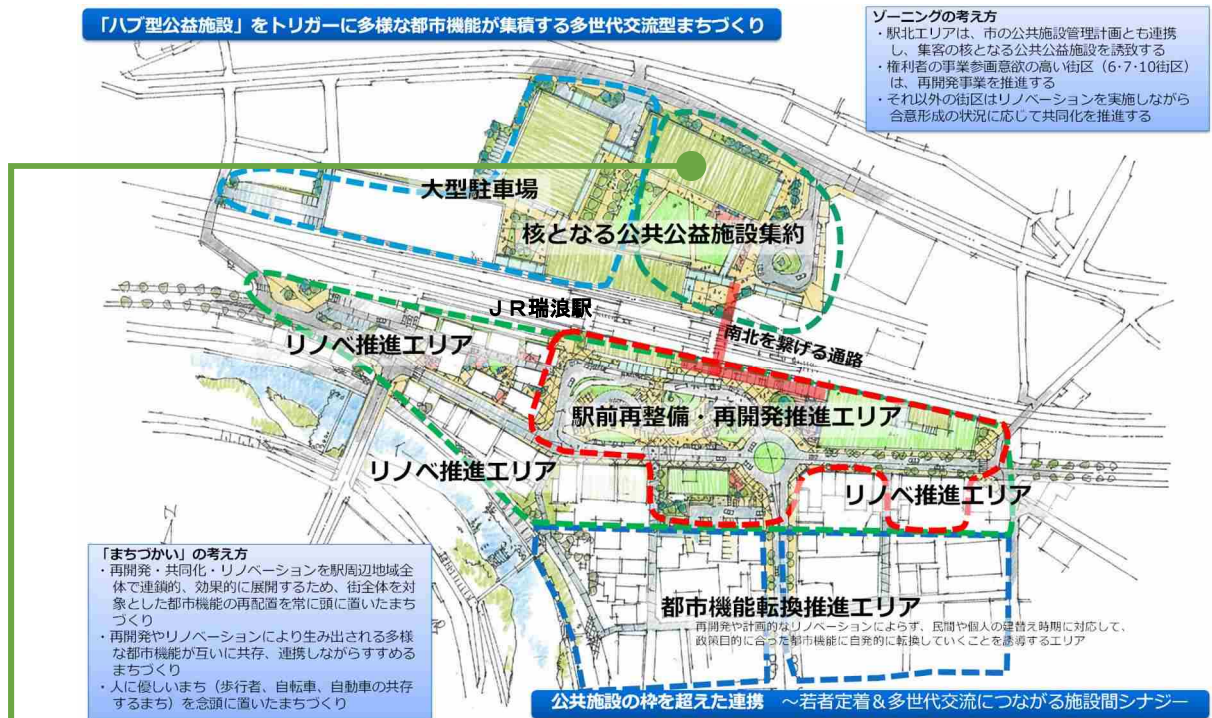 「ハブ型公益施設」をトリガーに多様な都市機能が集積する多世代交流型まちづくり
ゾーニングの考え方
・駅北エリアは、市の公共施設管理計画とも連携
し、集客の核となる公共公益施設を誘致する
・権利者の事業参画意欲の高い街区（6・7・10街区）
は、再開発事業を推進する
・それ以外の街区はリノベーションを実施しながら
合意形成の状況に応じて共同化を推進する
大型駐車場
核となる公共公益施設集約
ＪＲ瑞浪駅
南北を繋げる通路
リノベ推進エリア
駅前再整備・再開発推進エリア
リノベ推進エリア
リノベ推進エリア
N
「まちづかい」の考え方
・再開発・共同化・リノベーションを駅周辺地域全
体で連鎖的、効果的に展開するため、街全体を対
象とした都市機能の再配置を常に頭に置いたまち
づくり
・再開発やリノベーションにより生み出される多様
な都市機能が互いに共存、連携しながらすすめる
まちづくり
・人に優しいまち（歩行者、自転車、自動車の共存
するまち）を念頭に置いたまちづくり
都市機能転換推進エリア
再開発や計画的なリノベーションによらず、民間や個人の建替え時期に対応して、
政策目的に合った都市機能に自発的に転換していくことを誘導するエリア
公共施設の枠を超えた連携　～若者定着＆多世代交流につながる施設間シナジー